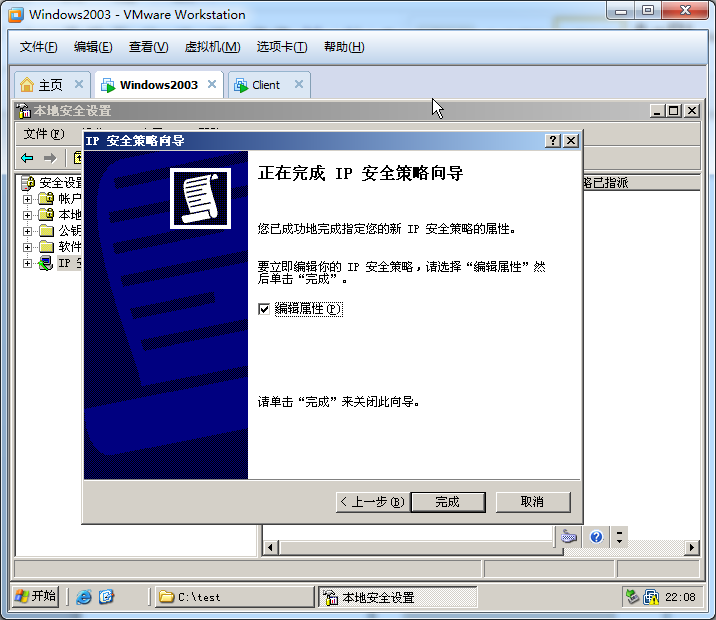 Windows2003 - VMware Workstation
文件(F) 编辑(E) 查看(V) 虚拟机(M) 选项卡(T) 帮助(H)
主页 Windows2003 Client
本地安全设置
文件(F)
IP 安全策略向导
安全设置
帐户
本地
公钥
软件
IP
略已指派
正在完成 IP 安全策略向导
您已成功地完成指定您的新 IP 安全策略的属性。
要立即编辑你的 IP 安全策略，请选择“编辑属性”然
后单击“完成”。
编辑属性(P)
请单击“完成”来关闭此向导。
< 上一步(B) 完成 取消
开始 C:\test 本地安全设置 22:08